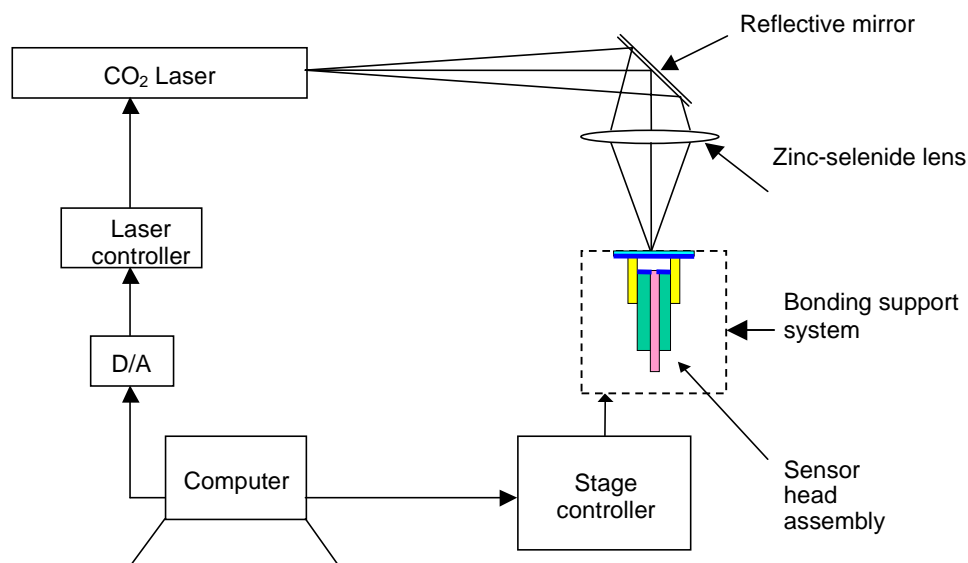 Reflective mirror
CO₂ Laser
Zinc-selenide lens
Laser
controller
Bonding support
system
D/A
Computer
Stage
controller
Sensor
head
assembly